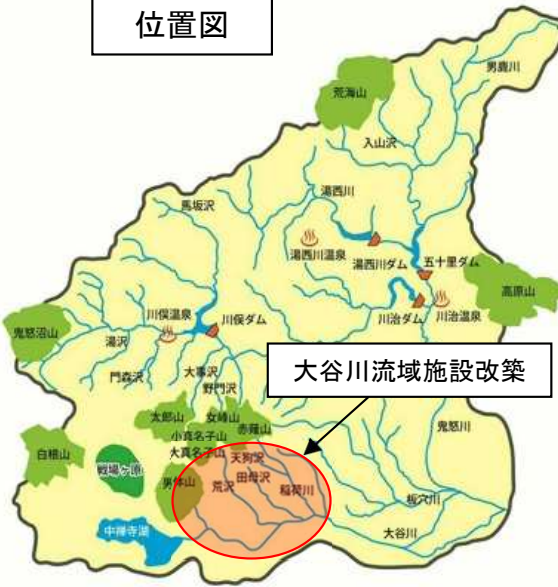 位置図
男鹿川
荒海山
入山沢
湯西川
馬坂沢
湯西川温泉
湯西川ダム
五十里ダム
高原山
川俣温泉
川俣ダム
川治ダム
川治温泉
鬼怒沼山
湯沢
門森沢
大事沢
野門沢
大谷川流域施設改築
太郎山
女峰山
小真名子山
赤薙山
鬼怒川
白根山
戦場ヶ原
大真名子山
天狗沢
男体山
荒沢
田母沢
稲荷川
板穴川
中禅寺湖
大谷川